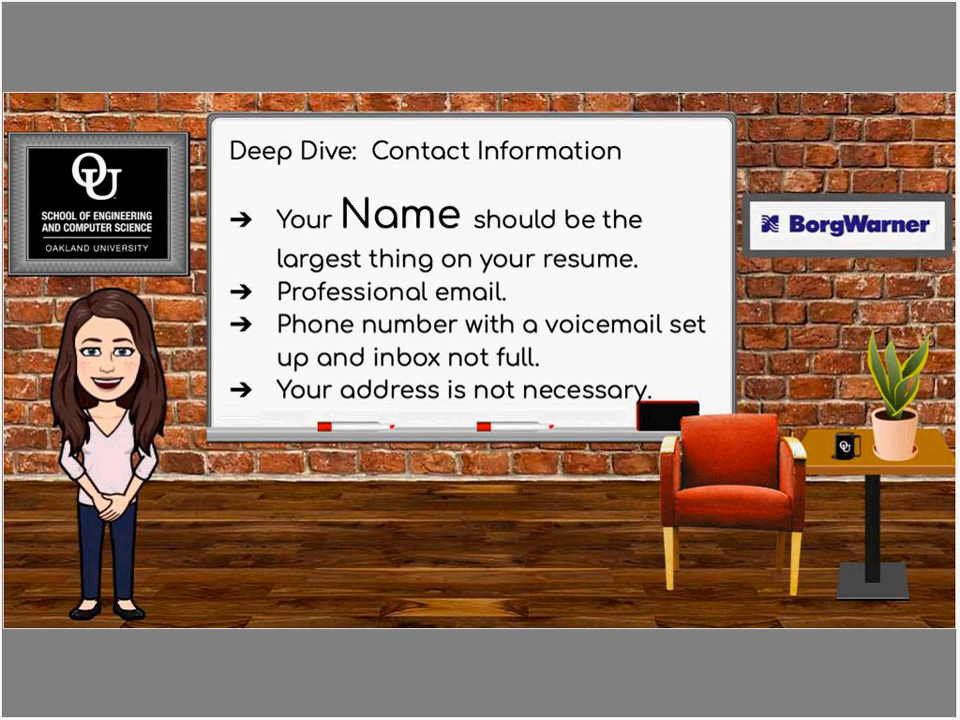 Deep Dive:  Contact Information
➔ Your Name should be the
largest thing on your resume.
➔ Professional email.
➔ Phone number with a voicemail set
up and inbox not full.
➔ Your address is not necessary.
OU
SCHOOL OF ENGINEERING
AND COMPUTER SCIENCE
OAKLAND UNIVERSITY
BorgWarner
OU